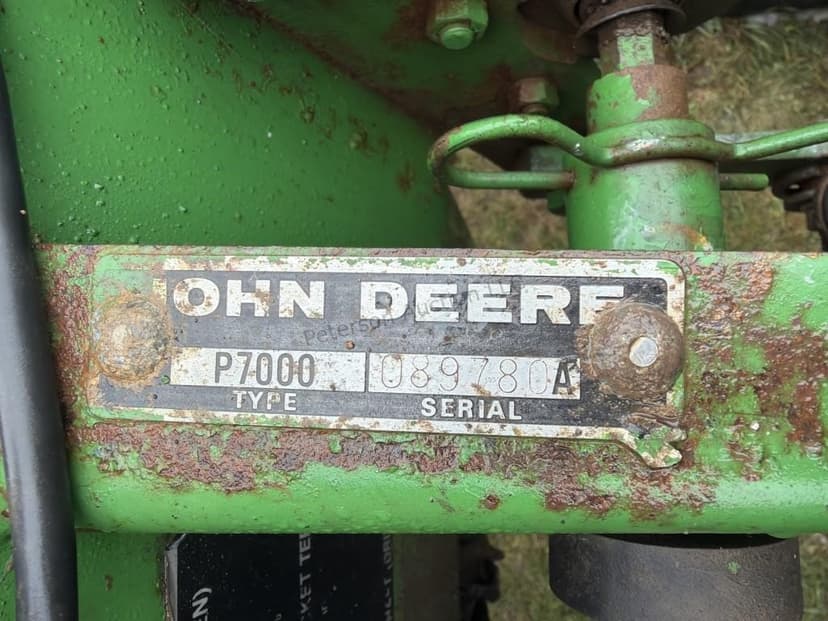 OHN DEERE
P7000 089780A
TYPE SERIAL